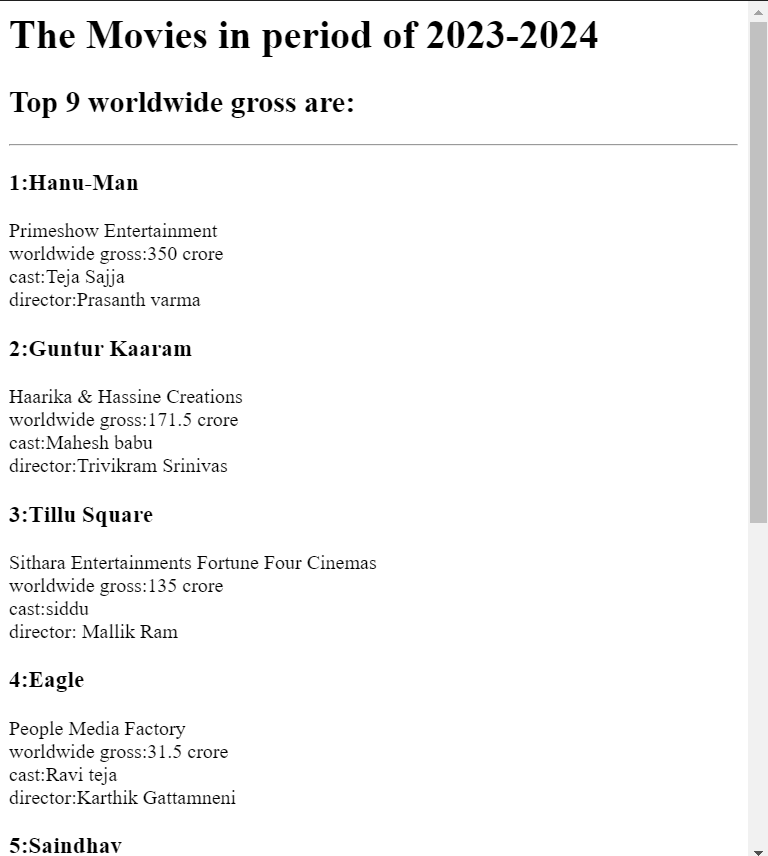 The Movies in period of 2023-2024
Top 9 worldwide gross are:
1:Hanu-Man
Primeshow Entertainment
worldwide gross:350 crore
cast:Teja Sajja
director:Prasanth varma
2:Guntur Kaaram
Haarika & Hassine Creations
worldwide gross:171.5 crore
cast:Mahesh babu
director:Trivikram Srinivas
3:Tillu Square
Sithara Entertainments Fortune Four Cinemas
worldwide gross:135 crore
cast:siddu
director: Mallik Ram
4:Eagle
People Media Factory
worldwide gross:31.5 crore
cast:Ravi teja
director:Karthik Gattamneni
5:Saindhav